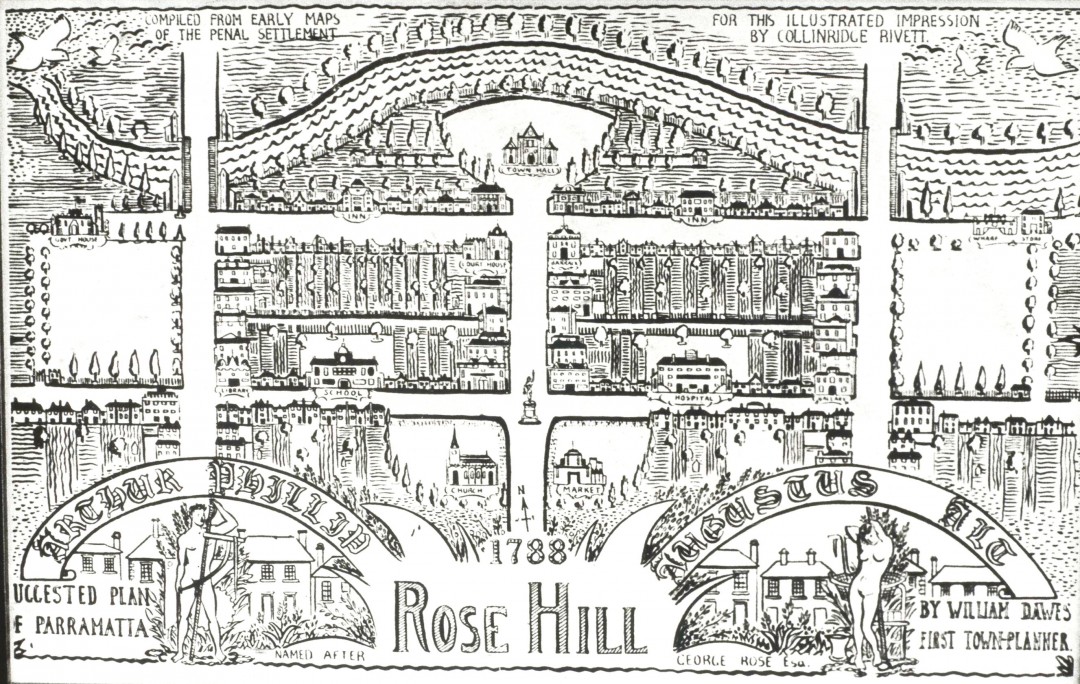 COMPILED FROM EARLY MAPS
OF THE PENAL SETTLEMENT
FOR THIS ILLUSTRATED IMPRESSION
BY COLLINRIDGE RIVETT.
TOWN HALL
INN
INN
GOVT HOUSE
WHARF STORE
COURT HOUSE
LIBRARY
SCHOOL
HOSPITAL
CHURCH
MARKET
N
ARTHUR PHILLIP
AUGUSTUS ALT
1788
ROSE HILL
UGGESTED PLAN
F PARRAMATTA
NAMED AFTER
GEORGE ROSE ESQ.
BY WILLIAM DAWES
FIRST TOWN-PLANNER.